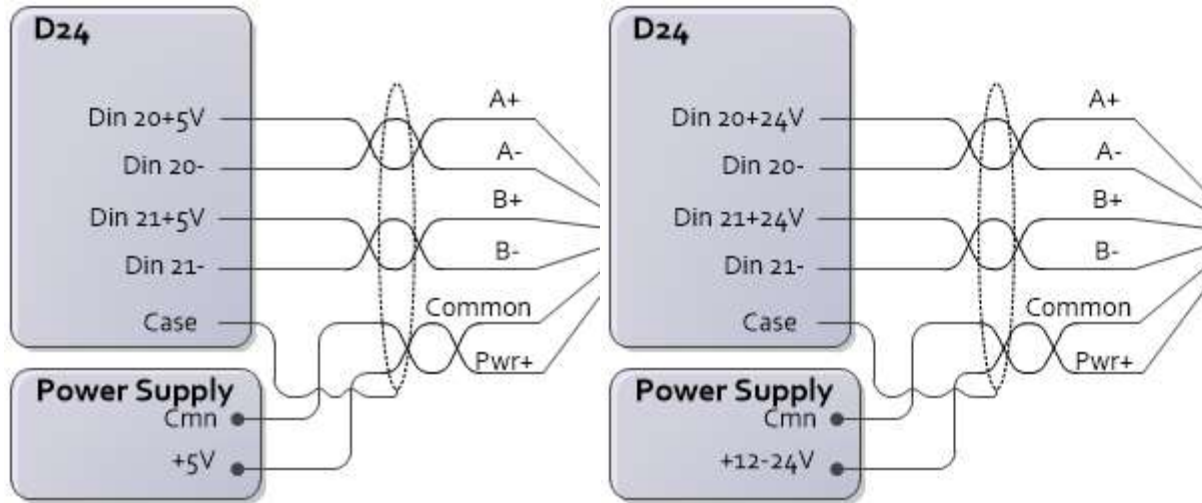 D24
Din 20+5V
Din 20-
Din 21+5V
Din 21-
Case
A+
A-
B+
B-
Common
Pwr+
Power Supply
Cmn
+5V
D24
Din 20+24V
Din 20-
Din 21+24V
Din 21-
Case
A+
A-
B+
B-
Common
Pwr+
Power Supply
Cmn
+12-24V